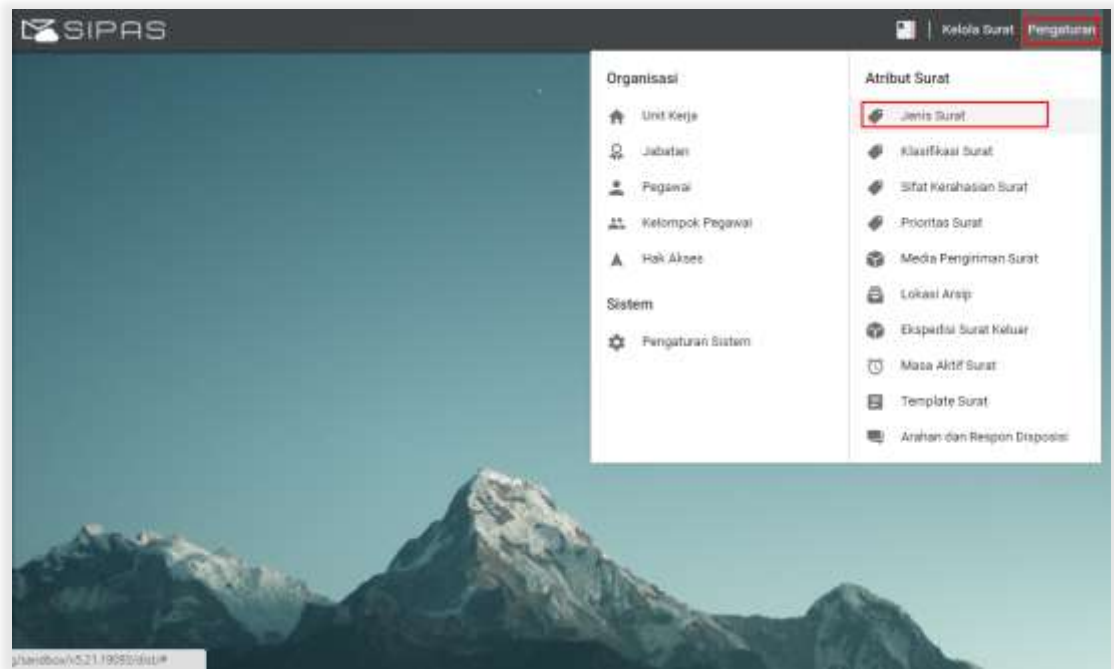 SIPAS
Kelola Surat
Pengaturan
Organisasi
Unit Kerja
Jabatan
Pegawai
Kelompok Pegawai
Hak Akses
Sistem
Pengaturan Sistem
Atribut Surat
Jenis Surat
Klasifikasi Surat
Sifat Kerahasian Surat
Prioritas Surat
Media Pengiriman Surat
Lokasi Arsip
Ekspedisi Surat Keluar
Masa Aktif Surat
Template Surat
Arahan dan Respon Disposisi